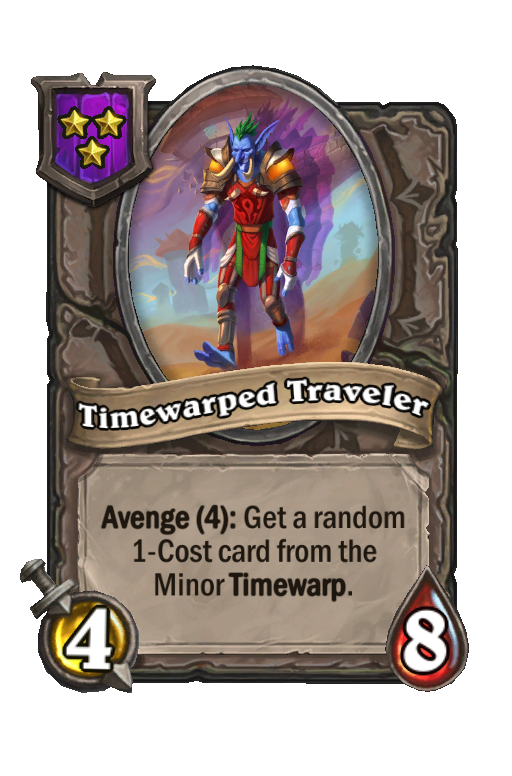 Timewarped Traveler
Avenge (4): Get a random
1-Cost card from the
Minor Timewarp.
4
8